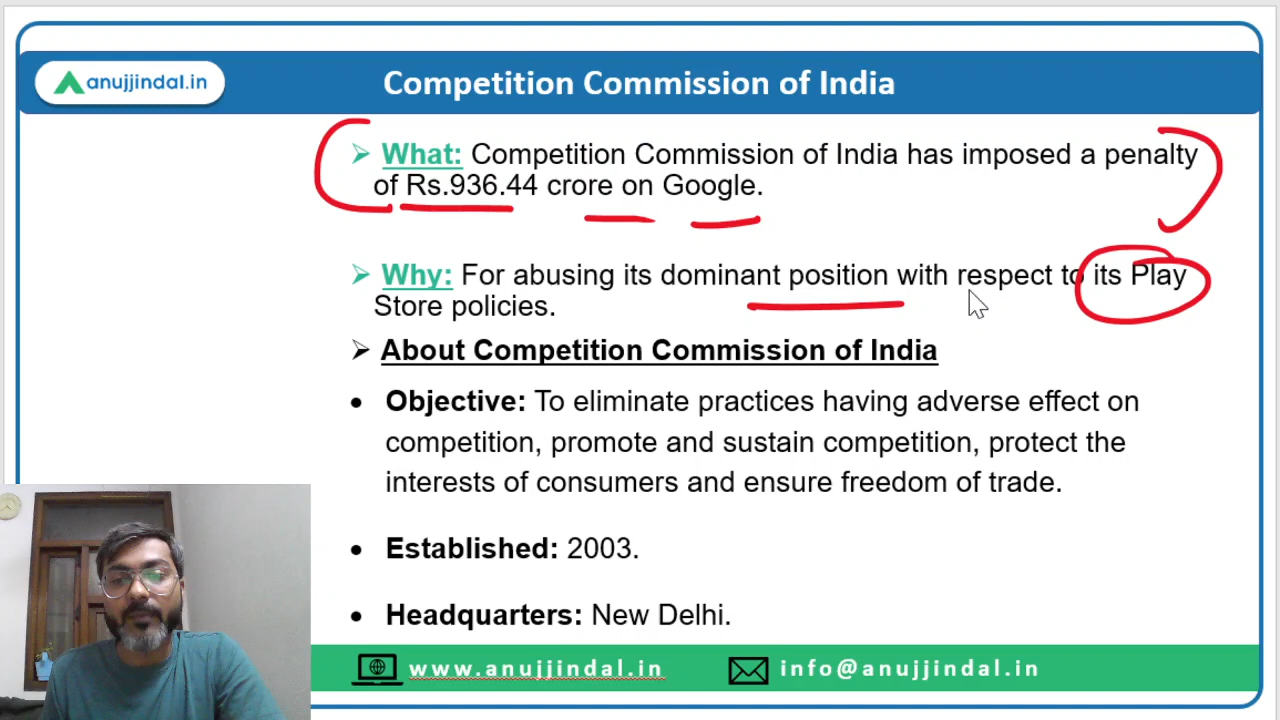 anujjindal.in
Competition Commission of India
➢ What: Competition Commission of India has imposed a penalty
of Rs.936.44 crore on Google.
➢ Why: For abusing its dominant position with respect to its Play
Store policies.
➢ About Competition Commission of India
• Objective: To eliminate practices having adverse effect on
competition, promote and sustain competition, protect the
interests of consumers and ensure freedom of trade.
• Established: 2003.
• Headquarters: New Delhi.
www.anujjindal.in
info@anujjindal.in